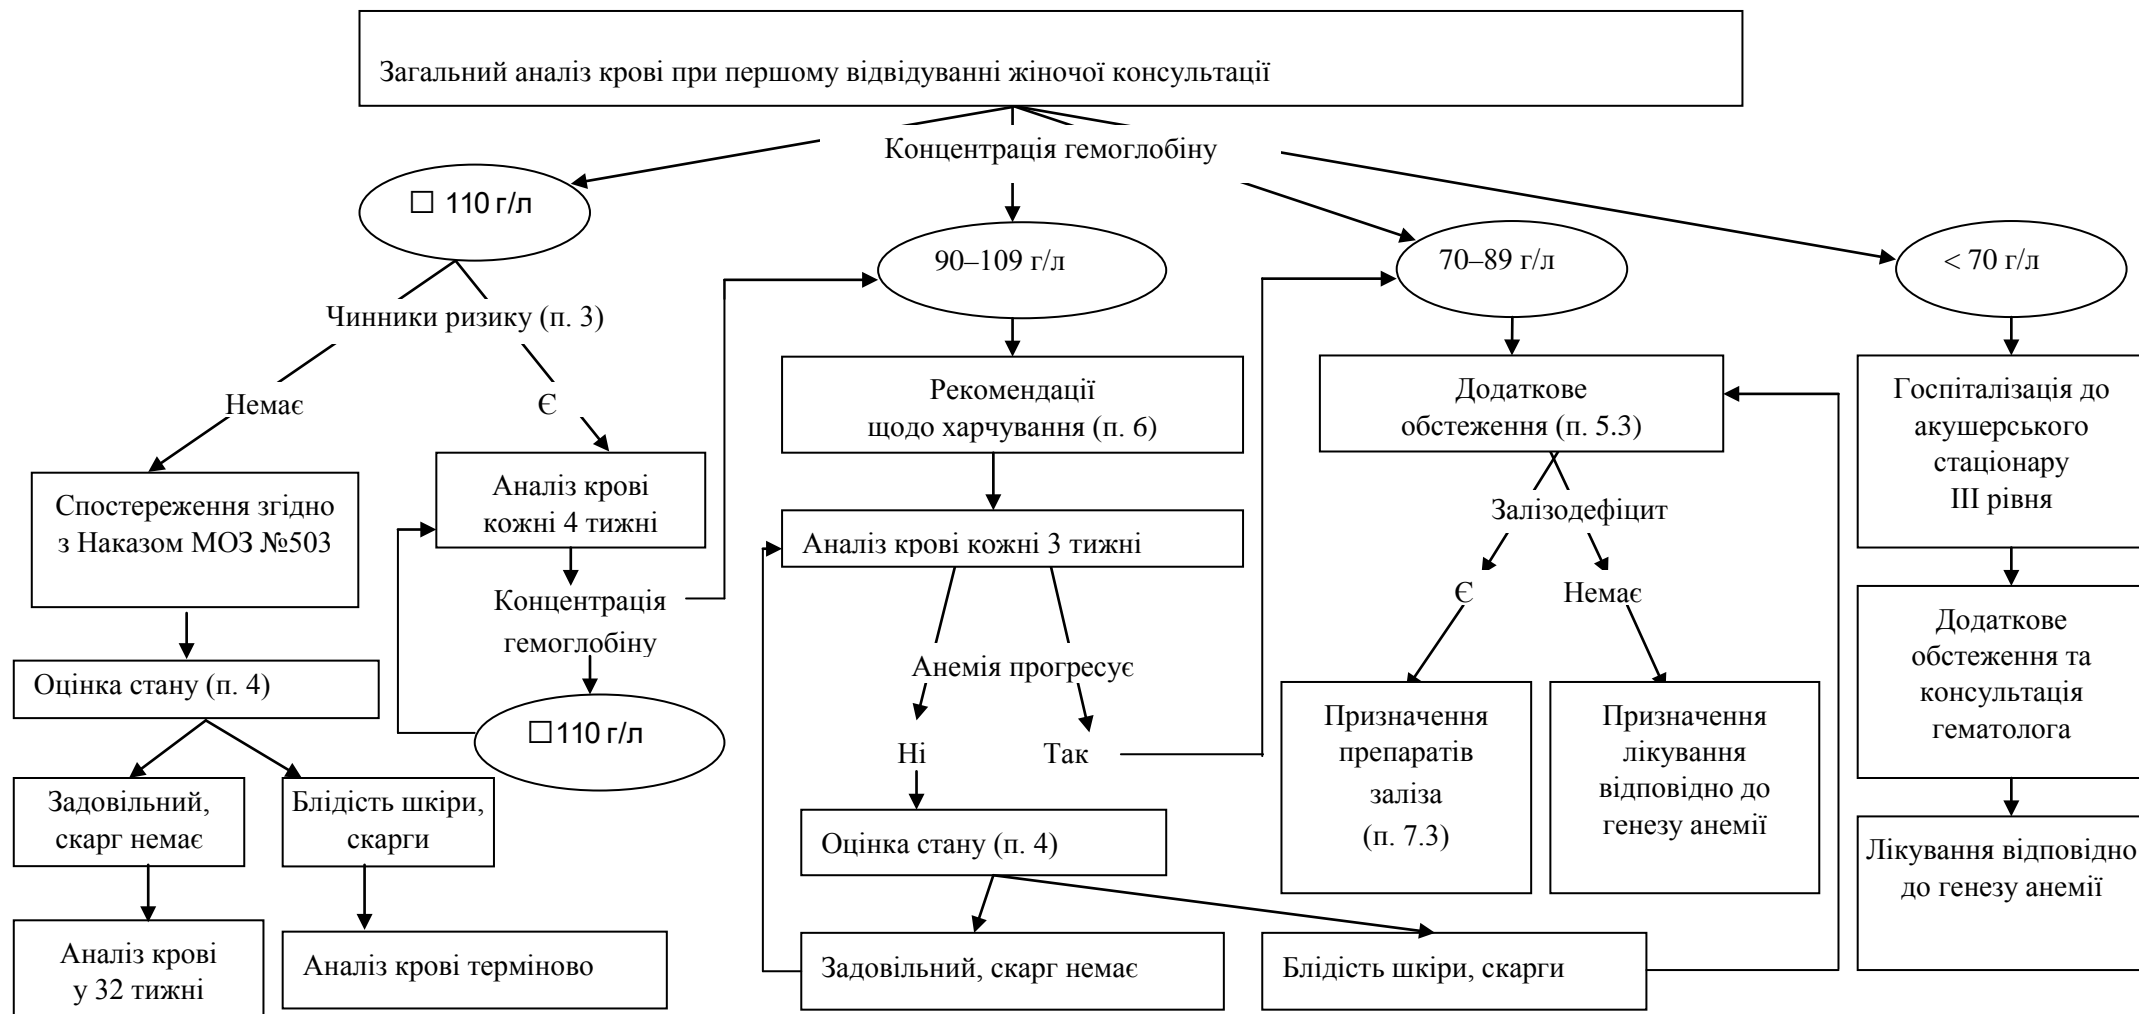 Загальний аналіз крові при першому відвідуванні жіночої консультації
Концентрація гемоглобіну
□ 110 г/л
90–109 г/л
70–89 г/л
< 70 г/л
Чинники ризику (п. 3)
Немає
Є
Спостереження згідно
з Наказом МОЗ №503
Оцінка стану (п. 4)
Задовільний,
скарг немає
Блідість шкіри,
скарги
Аналіз крові
у 32 тижні
Аналіз крові терміново
Аналіз крові
кожні 4 тижні
Концентрація
гемоглобіну
□110 г/л
Рекомендації
щодо харчування (п. 6)
Аналіз крові кожні 3 тижні
Анемія прогресує
Ні
Так
Оцінка стану (п. 4)
Задовільний, скарг немає
Блідість шкіри, скарги
Додаткове
обстеження (п. 5.3)
Залізодефіцит
Є
Немає
Призначення
препаратів
заліза
(п. 7.3)
Призначення
лікування
відповідно до
генезу анемії
Госпіталізація до
акушерського
стаціонару
ІІІ рівня
Додаткове
обстеження та
консультація
гематолога
Лікування відповідно
до генезу анемії